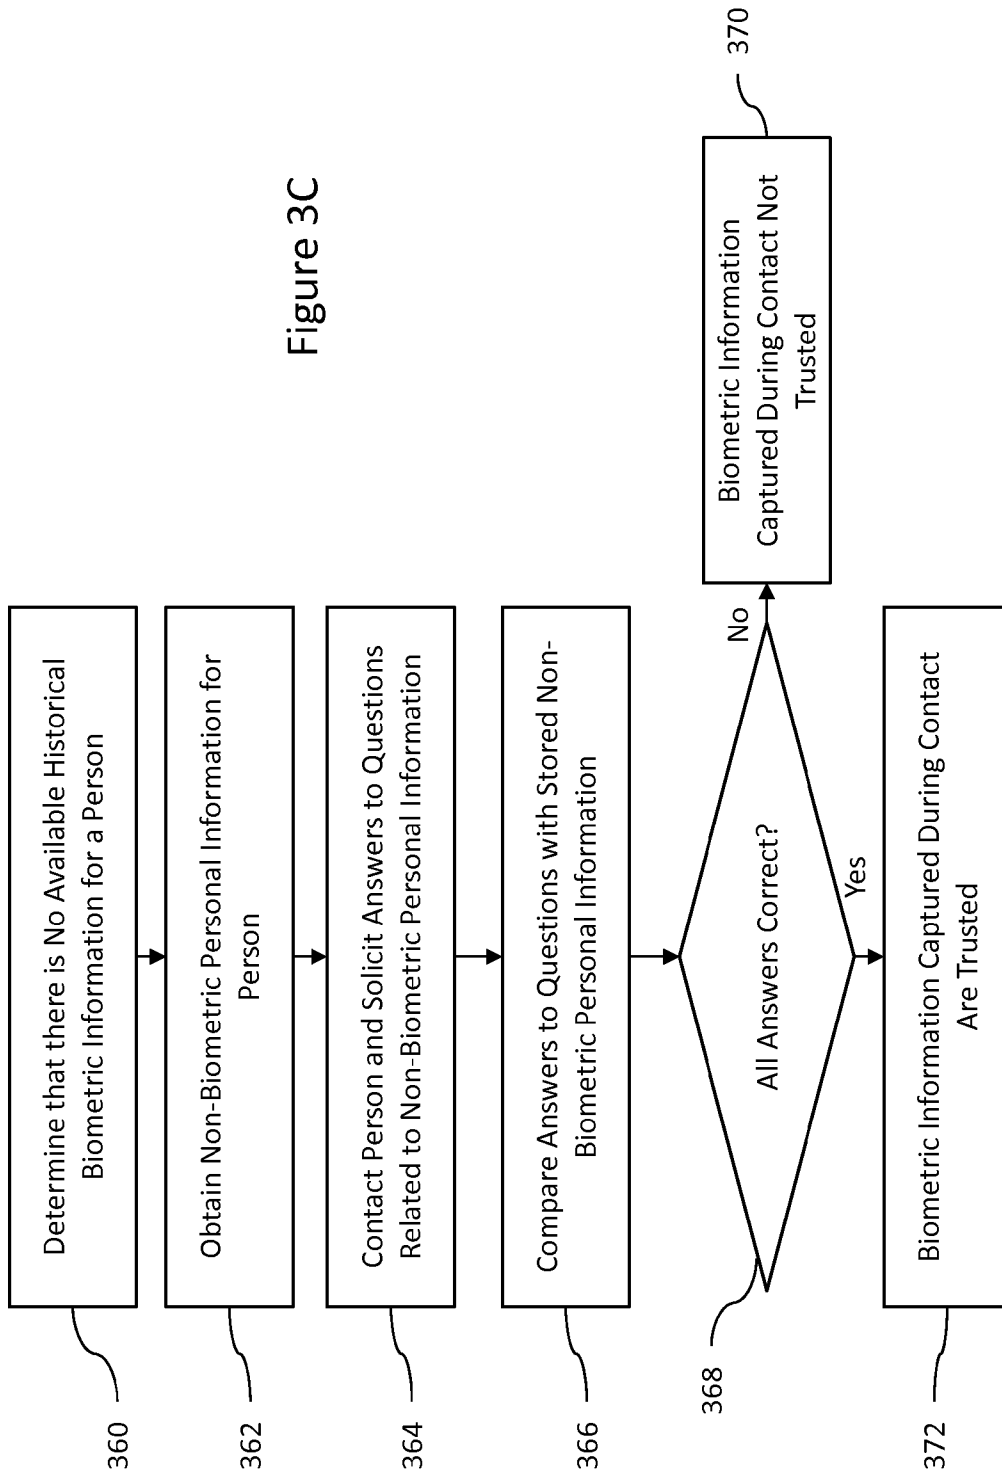 360
Determine that there is No Available Historical
Biometric Information for a Person
362
Obtain Non-Biometric Personal Information for
Person
364
Contact Person and Solicit Answers to Questions
Related to Non-Biometric Personal Information
366
Compare Answers to Questions with Stored Non-
Biometric Personal Information
368
All Answers Correct?
No
Yes
Biometric Information
Captured During Contact Not
Trusted
370
372
Biometric Information Captured During Contact
Are Trusted
Figure 3C